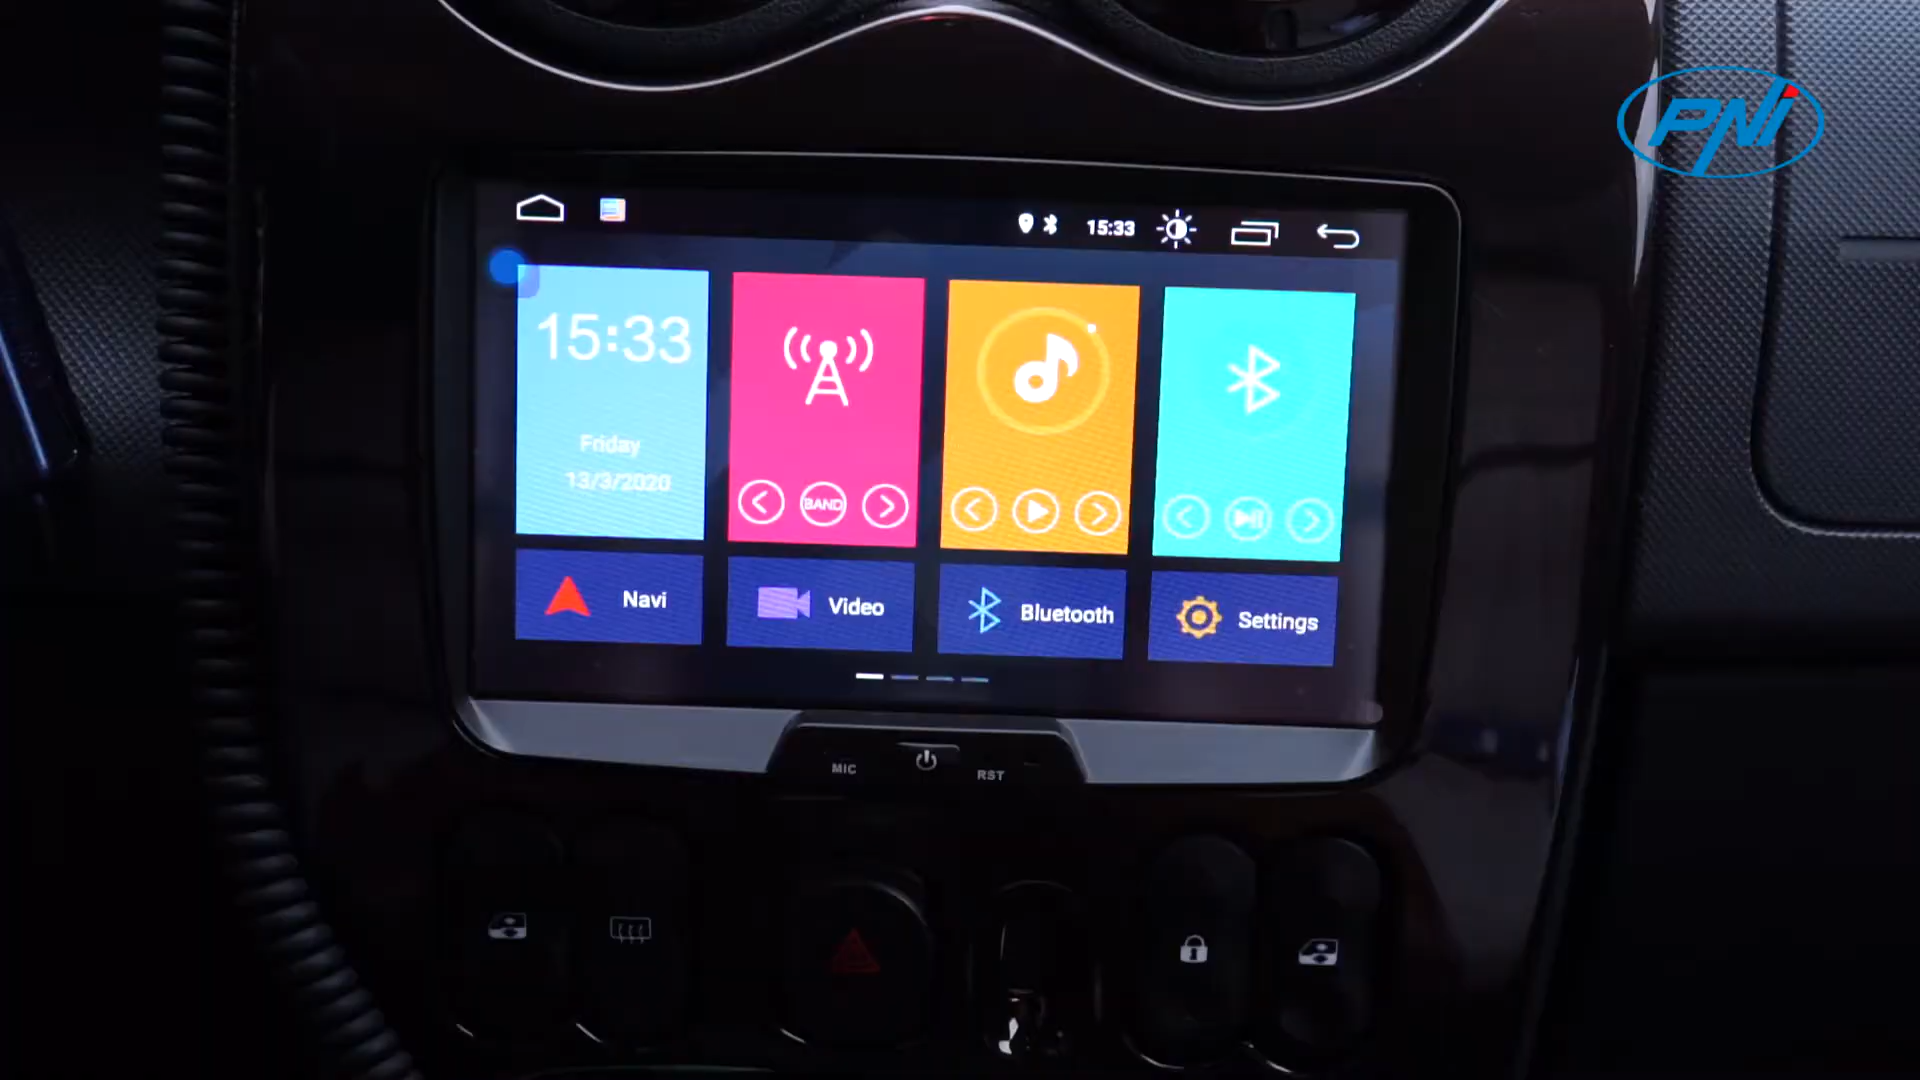 PNI
15:33
15:33
Friday
13/3/2020
BAND
Navi
Video
Bluetooth
Settings
MIC
RST